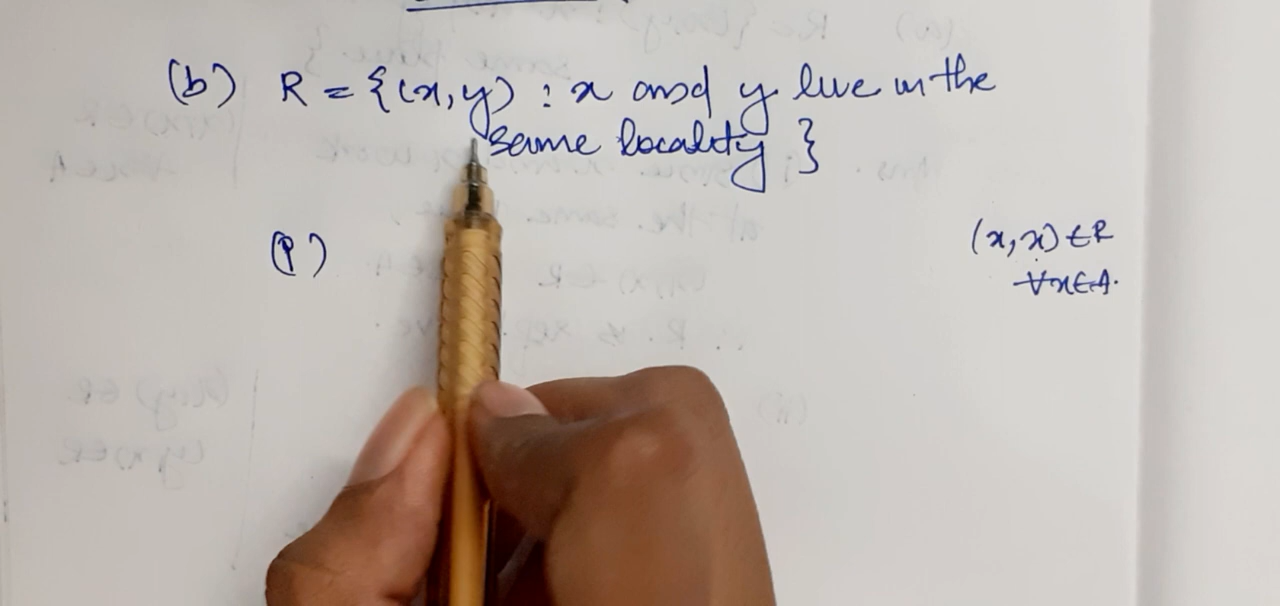 (b) R = {(x,y) : x and y live in the
same locality }
(i)
(x,x) ∈ R
∀x∈A.